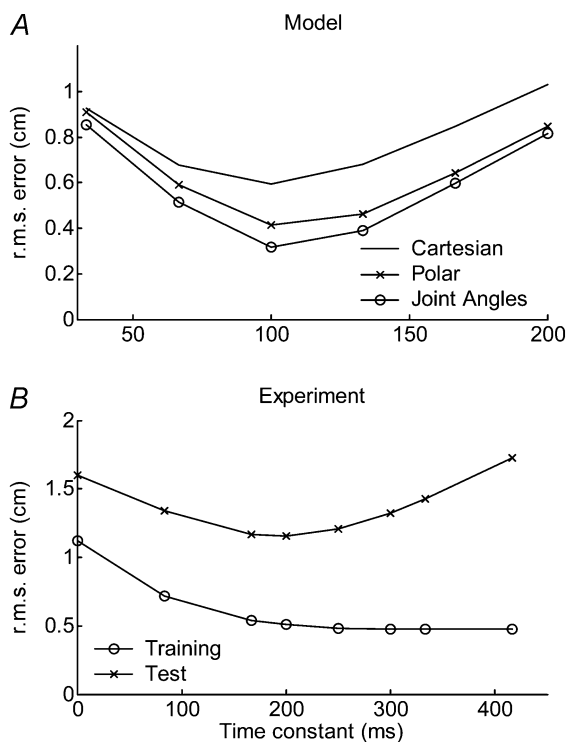 A
Model
r.m.s. error (cm)
1
0.8
0.6
0.4
0.2
0
50 100 150 200
Cartesian
Polar
Joint Angles
B
Experiment
r.m.s. error (cm)
2
1.5
1
0.5
0
0 100 200 300 400
Training
Test
Time constant (ms)